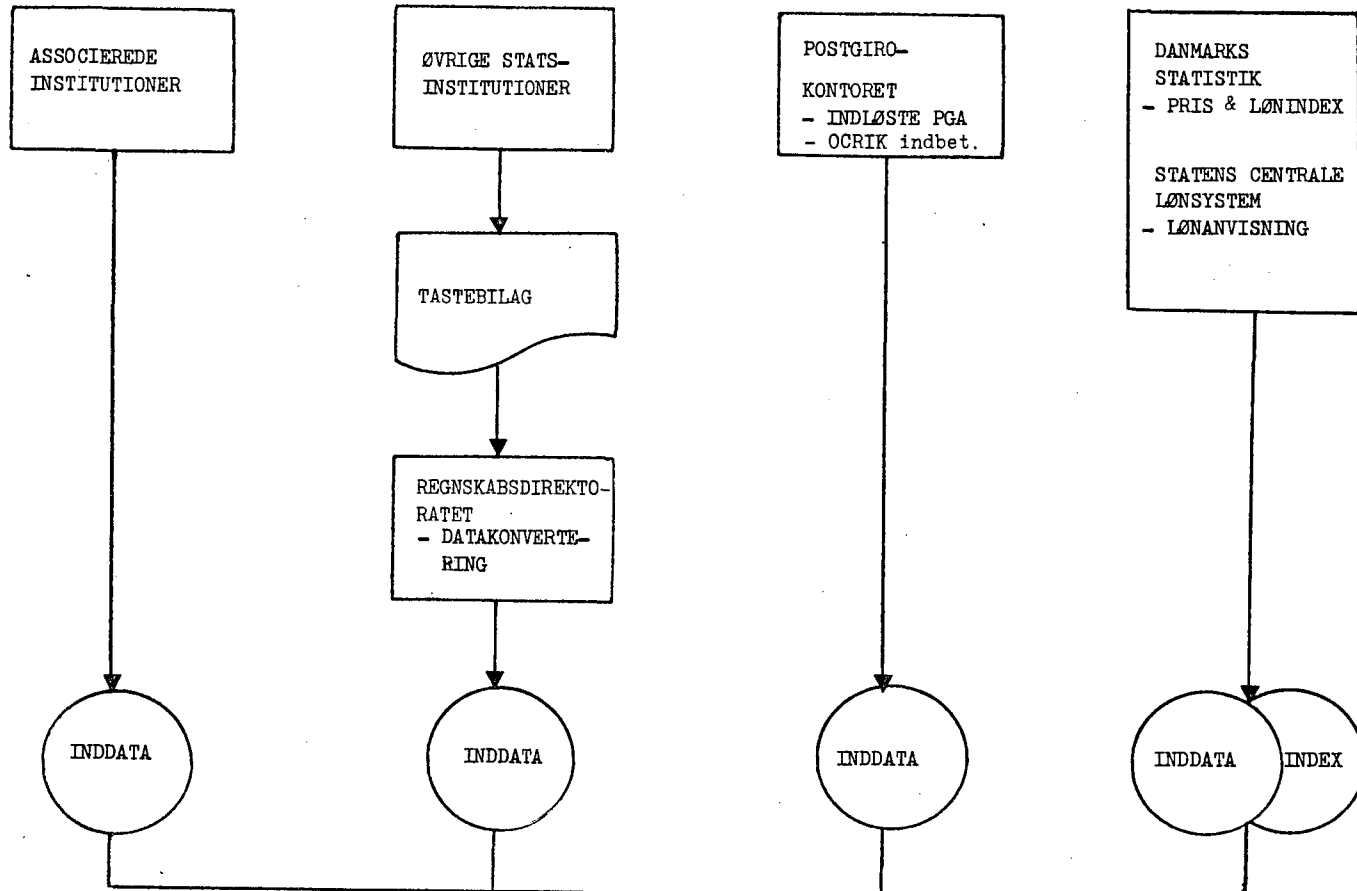 ASSOCIEREDE
INSTITUTIONER
ØVRIGE STATS-
INSTITUTIONER
TASTEBILAG
REGNSKABSDIREKTO-
RATET
- DATAKONVERTE-
RING
POSTGIRO-
KONTORET
- INDLØSTE PGA
- OCRIK indbet.
DANMARKS
STATISTIK
- PRIS & LØNINDEX
STATENS CENTRALE
LØNSYSTEM
- LØNANVISNING
INDDATA
INDDATA
INDDATA
INDDATA
INDEX